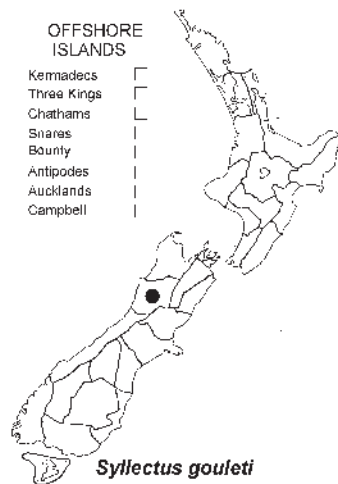 OFFSHORE
ISLANDS
Kermadecs
Three Kings
Chathams
Snares
Bounty
Antipodes
Aucklands
Campbell
Syllectus gouleti